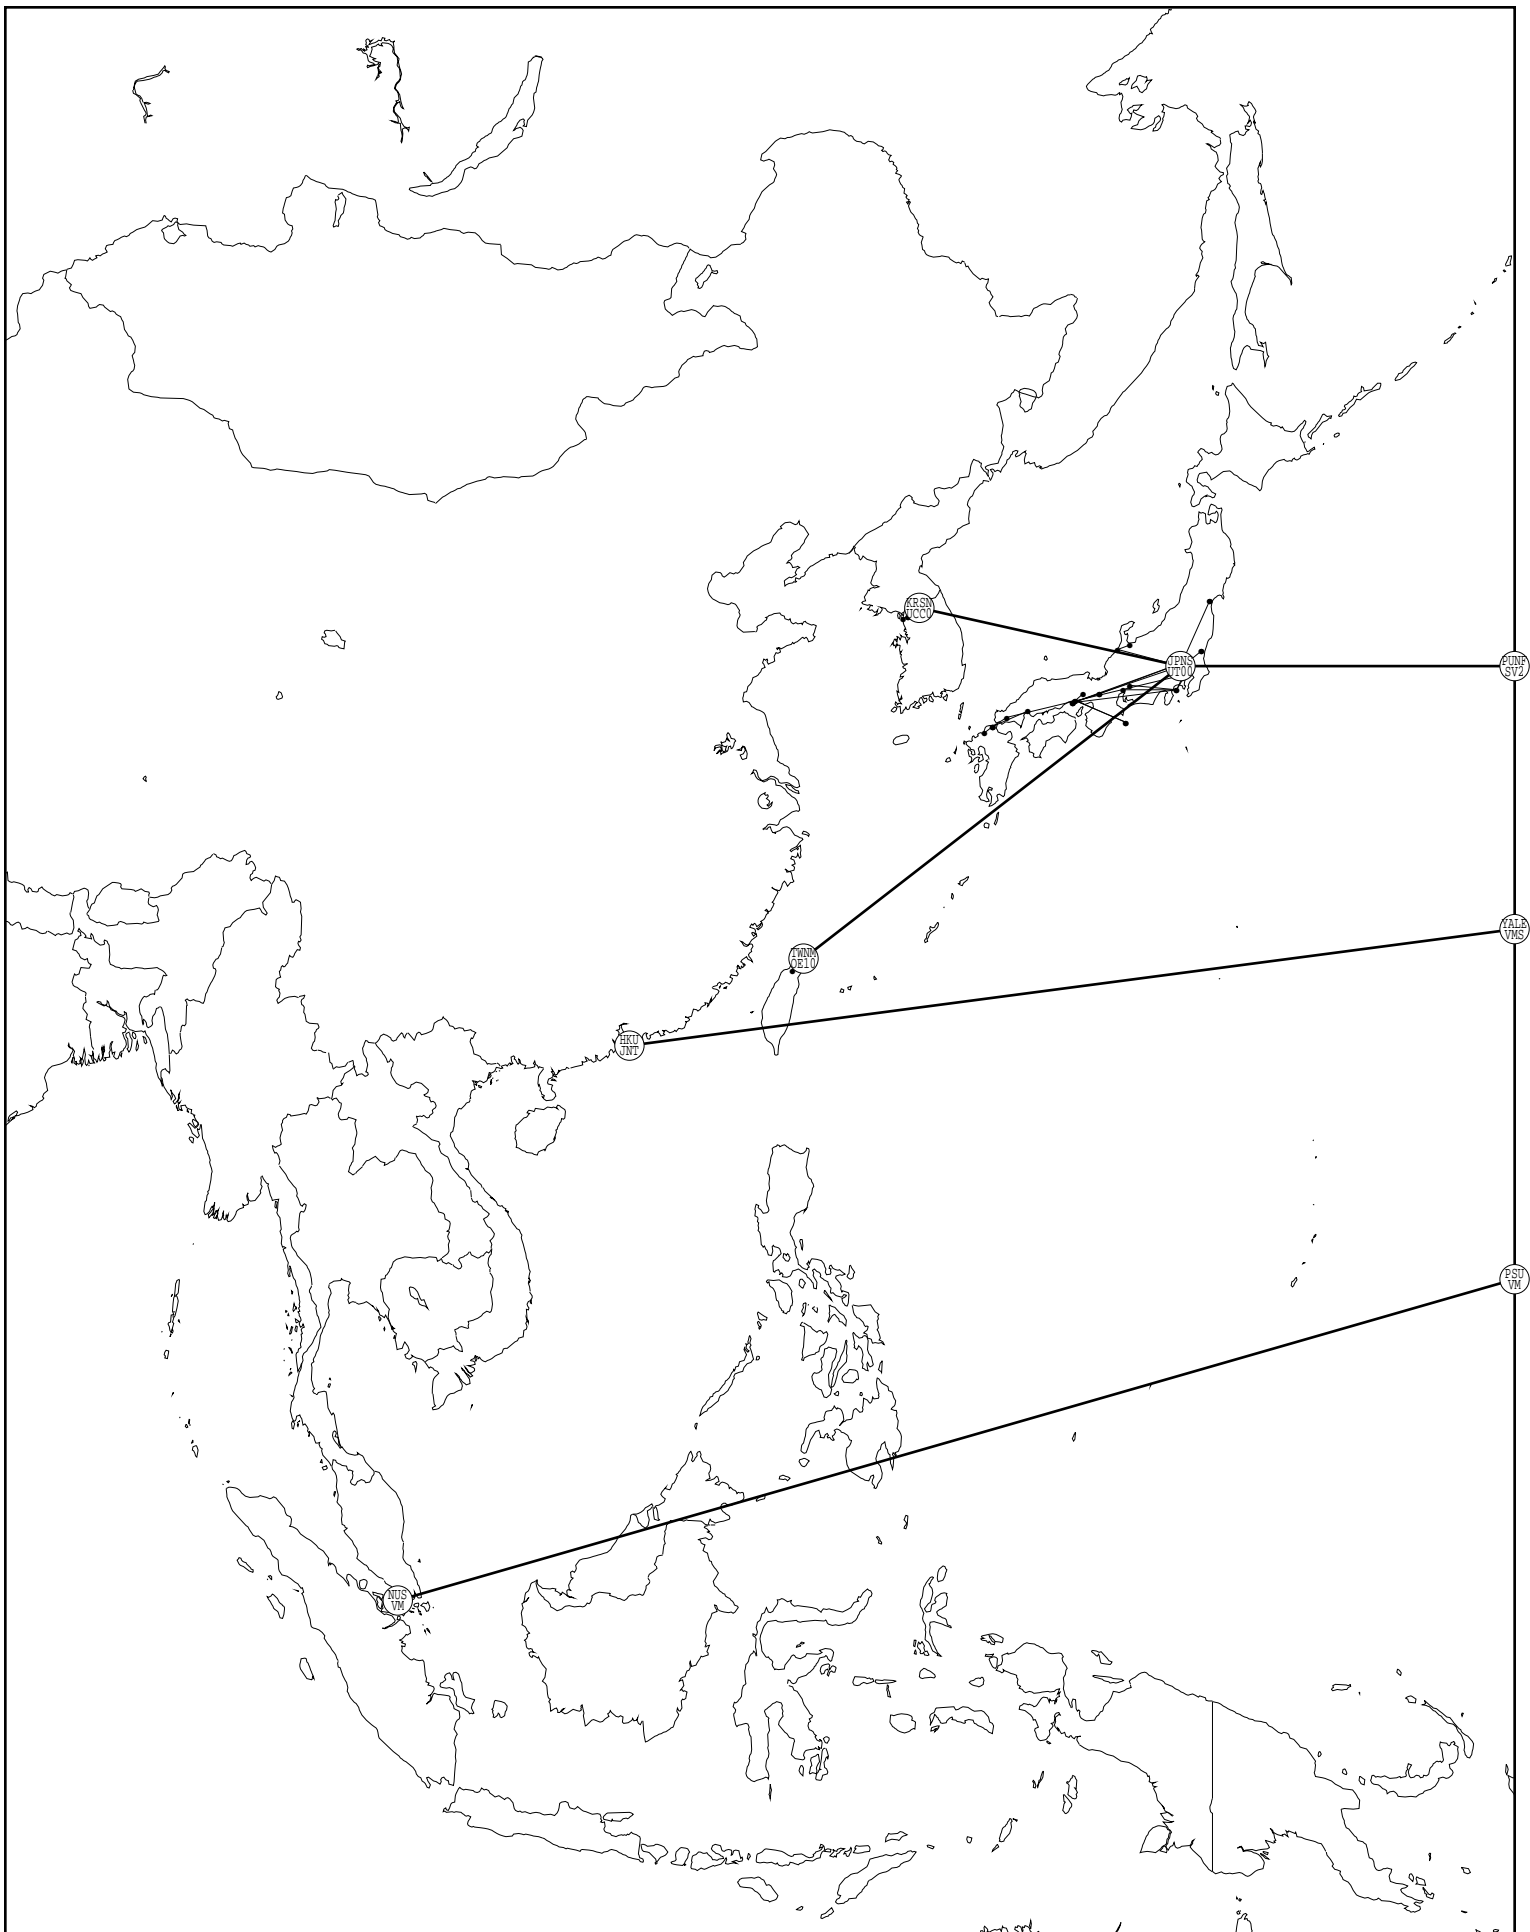 KRSN
UCC0
JPNS
UT00
PUNF
SV2
YALE
VMS
TWNM
OE10
HKU
JNT
PSU
VM
NUS
VM